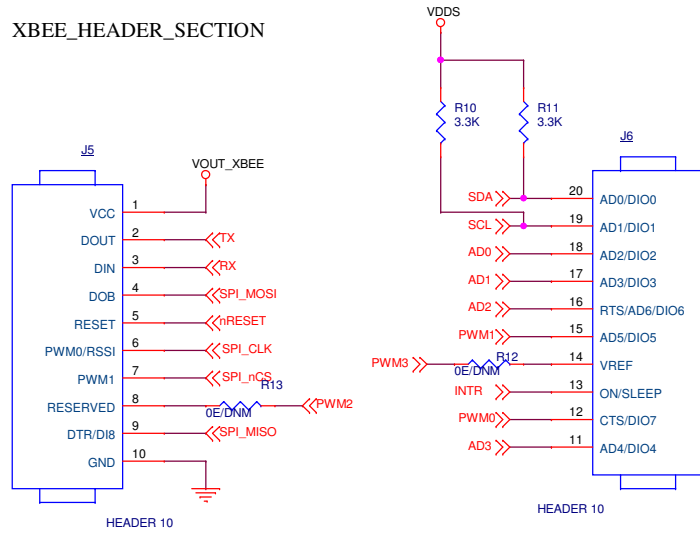 XBEE_HEADER_SECTION
VDDS
R10
3.3K
R11
3.3K
J5
VOUT_XBEE
VCC 1
DOUT 2 TX
DIN 3 RX
DOB 4 SPI_MOSI
RESET 5 nRESET
PWM0/RSSI 6 SPI_CLK
PWM1 7 SPI_nCS
R13
RESERVED 8 0E/DNM PWM2
DTR/DI8 9 SPI_MISO
GND 10
HEADER 10
J6
SDA 20 AD0/DIO0
SCL 19 AD1/DIO1
AD0 18 AD2/DIO2
AD1 17 AD3/DIO3
AD2 16 RTS/AD6/DIO6
PWM1 15 AD5/DIO5
R12
PWM3 0E/DNM 14 VREF
INTR 13 ON/SLEEP
PWM0 12 CTS/DIO7
AD3 11 AD4/DIO4
HEADER 10